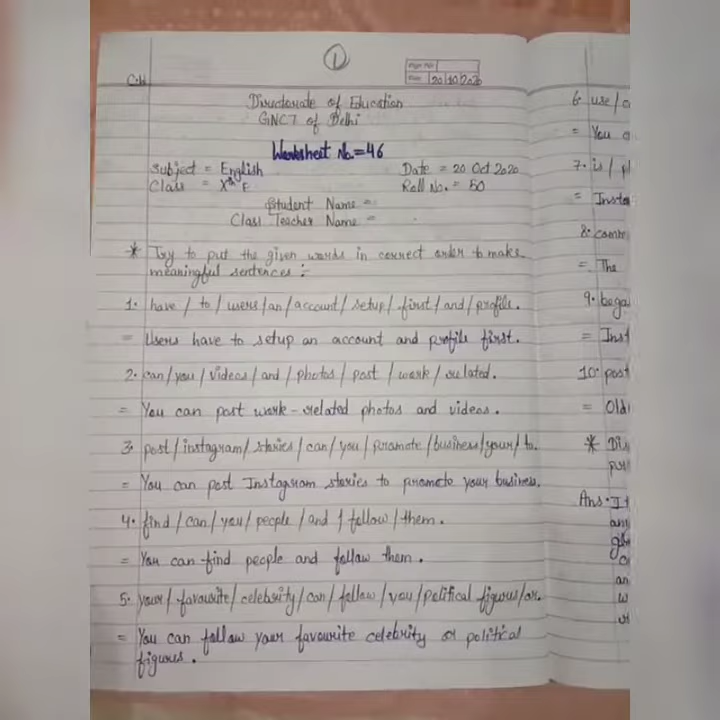 1
C.W
Page No.
Date 20/10/2020
Directorate of Education
GNCT of Delhi
Worksheet No.=46
Subject = English
Date = 20 Oct 2020
Class = Xth E
Roll No. = 50
Student Name =
Class Teacher Name =
* Try to put the given words in correct order to make
meaningful sentences :-
1. have / to / users / an / account / setup / first / and / profile.
= Users have to setup an account and profile first.
2. can / you / videos / and / photos / post / work / related.
= You can post work-related photos and videos.
3. post / instagram / stories / can / you / promote / business / your / to.
= You can post Instagram stories to promote your business.
4. find / can / you / people / and / follow / them.
= You can find people and follow them.
5. your / favourite / celebrity / can / follow / you / political figures / or.
= You can follow your favourite celebrity or political
figures.
6. use /
= You
7. is /
= Insta
8.
= The
9. bega
= Inst
10. post
= Old
* Dis
Ans.
an